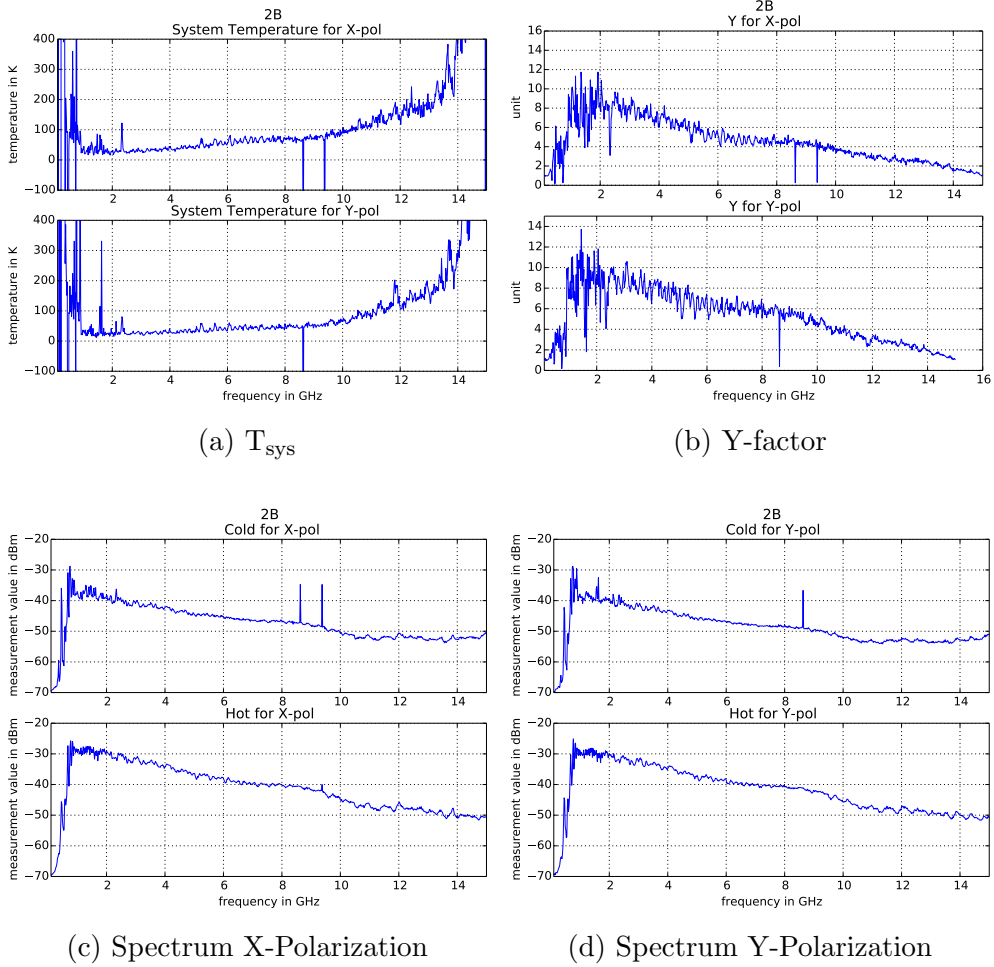 2B
System Temperature for X-pol
temperature in K
400
300
200
100
0
−100
2 4 6 8 10 12 14
System Temperature for Y-pol
temperature in K
400
300
200
100
0
−100
2 4 6 8 10 12 14
frequency in GHz
(a) Tsys
2B
Y for X-pol
unit
16
14
12
10
8
6
4
2
0
2 4 6 8 10 12 14
Y for Y-pol
unit
14
12
10
8
6
4
2
0
2 4 6 8 10 12 14 16
frequency in GHz
(b) Y-factor
2B
Cold for X-pol
measurement value in dBm
−20
−30
−40
−50
−60
−70
2 4 6 8 10 12 14
Hot for X-pol
measurement value in dBm
−20
−30
−40
−50
−60
−70
2 4 6 8 10 12 14
frequency in GHz
(c) Spectrum X-Polarization
2B
Cold for Y-pol
measurement value in dBm
−20
−30
−40
−50
−60
−70
2 4 6 8 10 12 14
Hot for Y-pol
measurement value in dBm
−20
−30
−40
−50
−60
−70
2 4 6 8 10 12 14
frequency in GHz
(d) Spectrum Y-Polarization